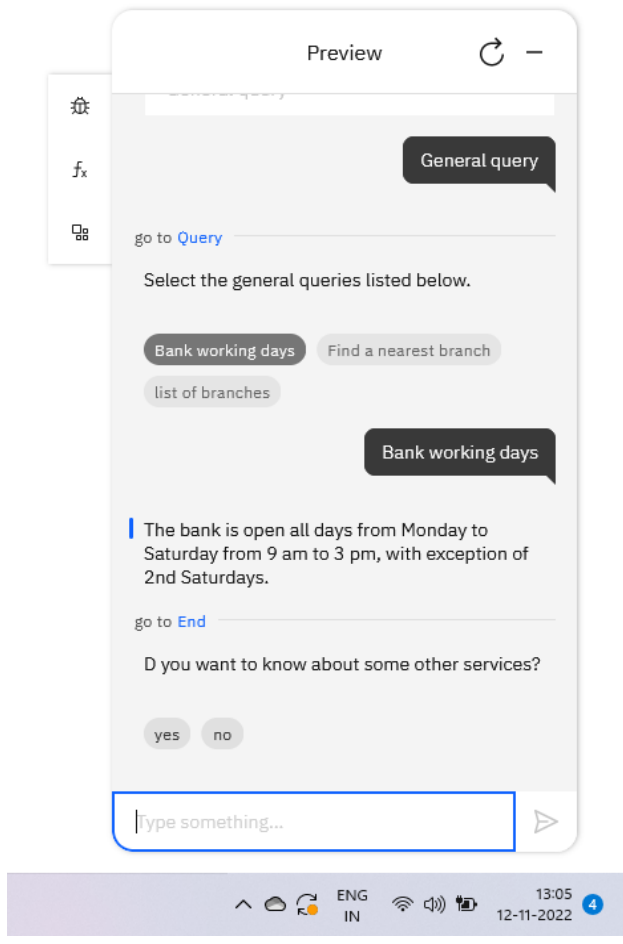 Preview
General query
go to Query
Select the general queries listed below.
Bank working days Find a nearest branch
list of branches
Bank working days
The bank is open all days from Monday to
Saturday from 9 am to 3 pm, with exception of
2nd Saturdays.
go to End
D you want to know about some other services?
yes no
Type something...
ENG 13:05
IN 12-11-2022 4